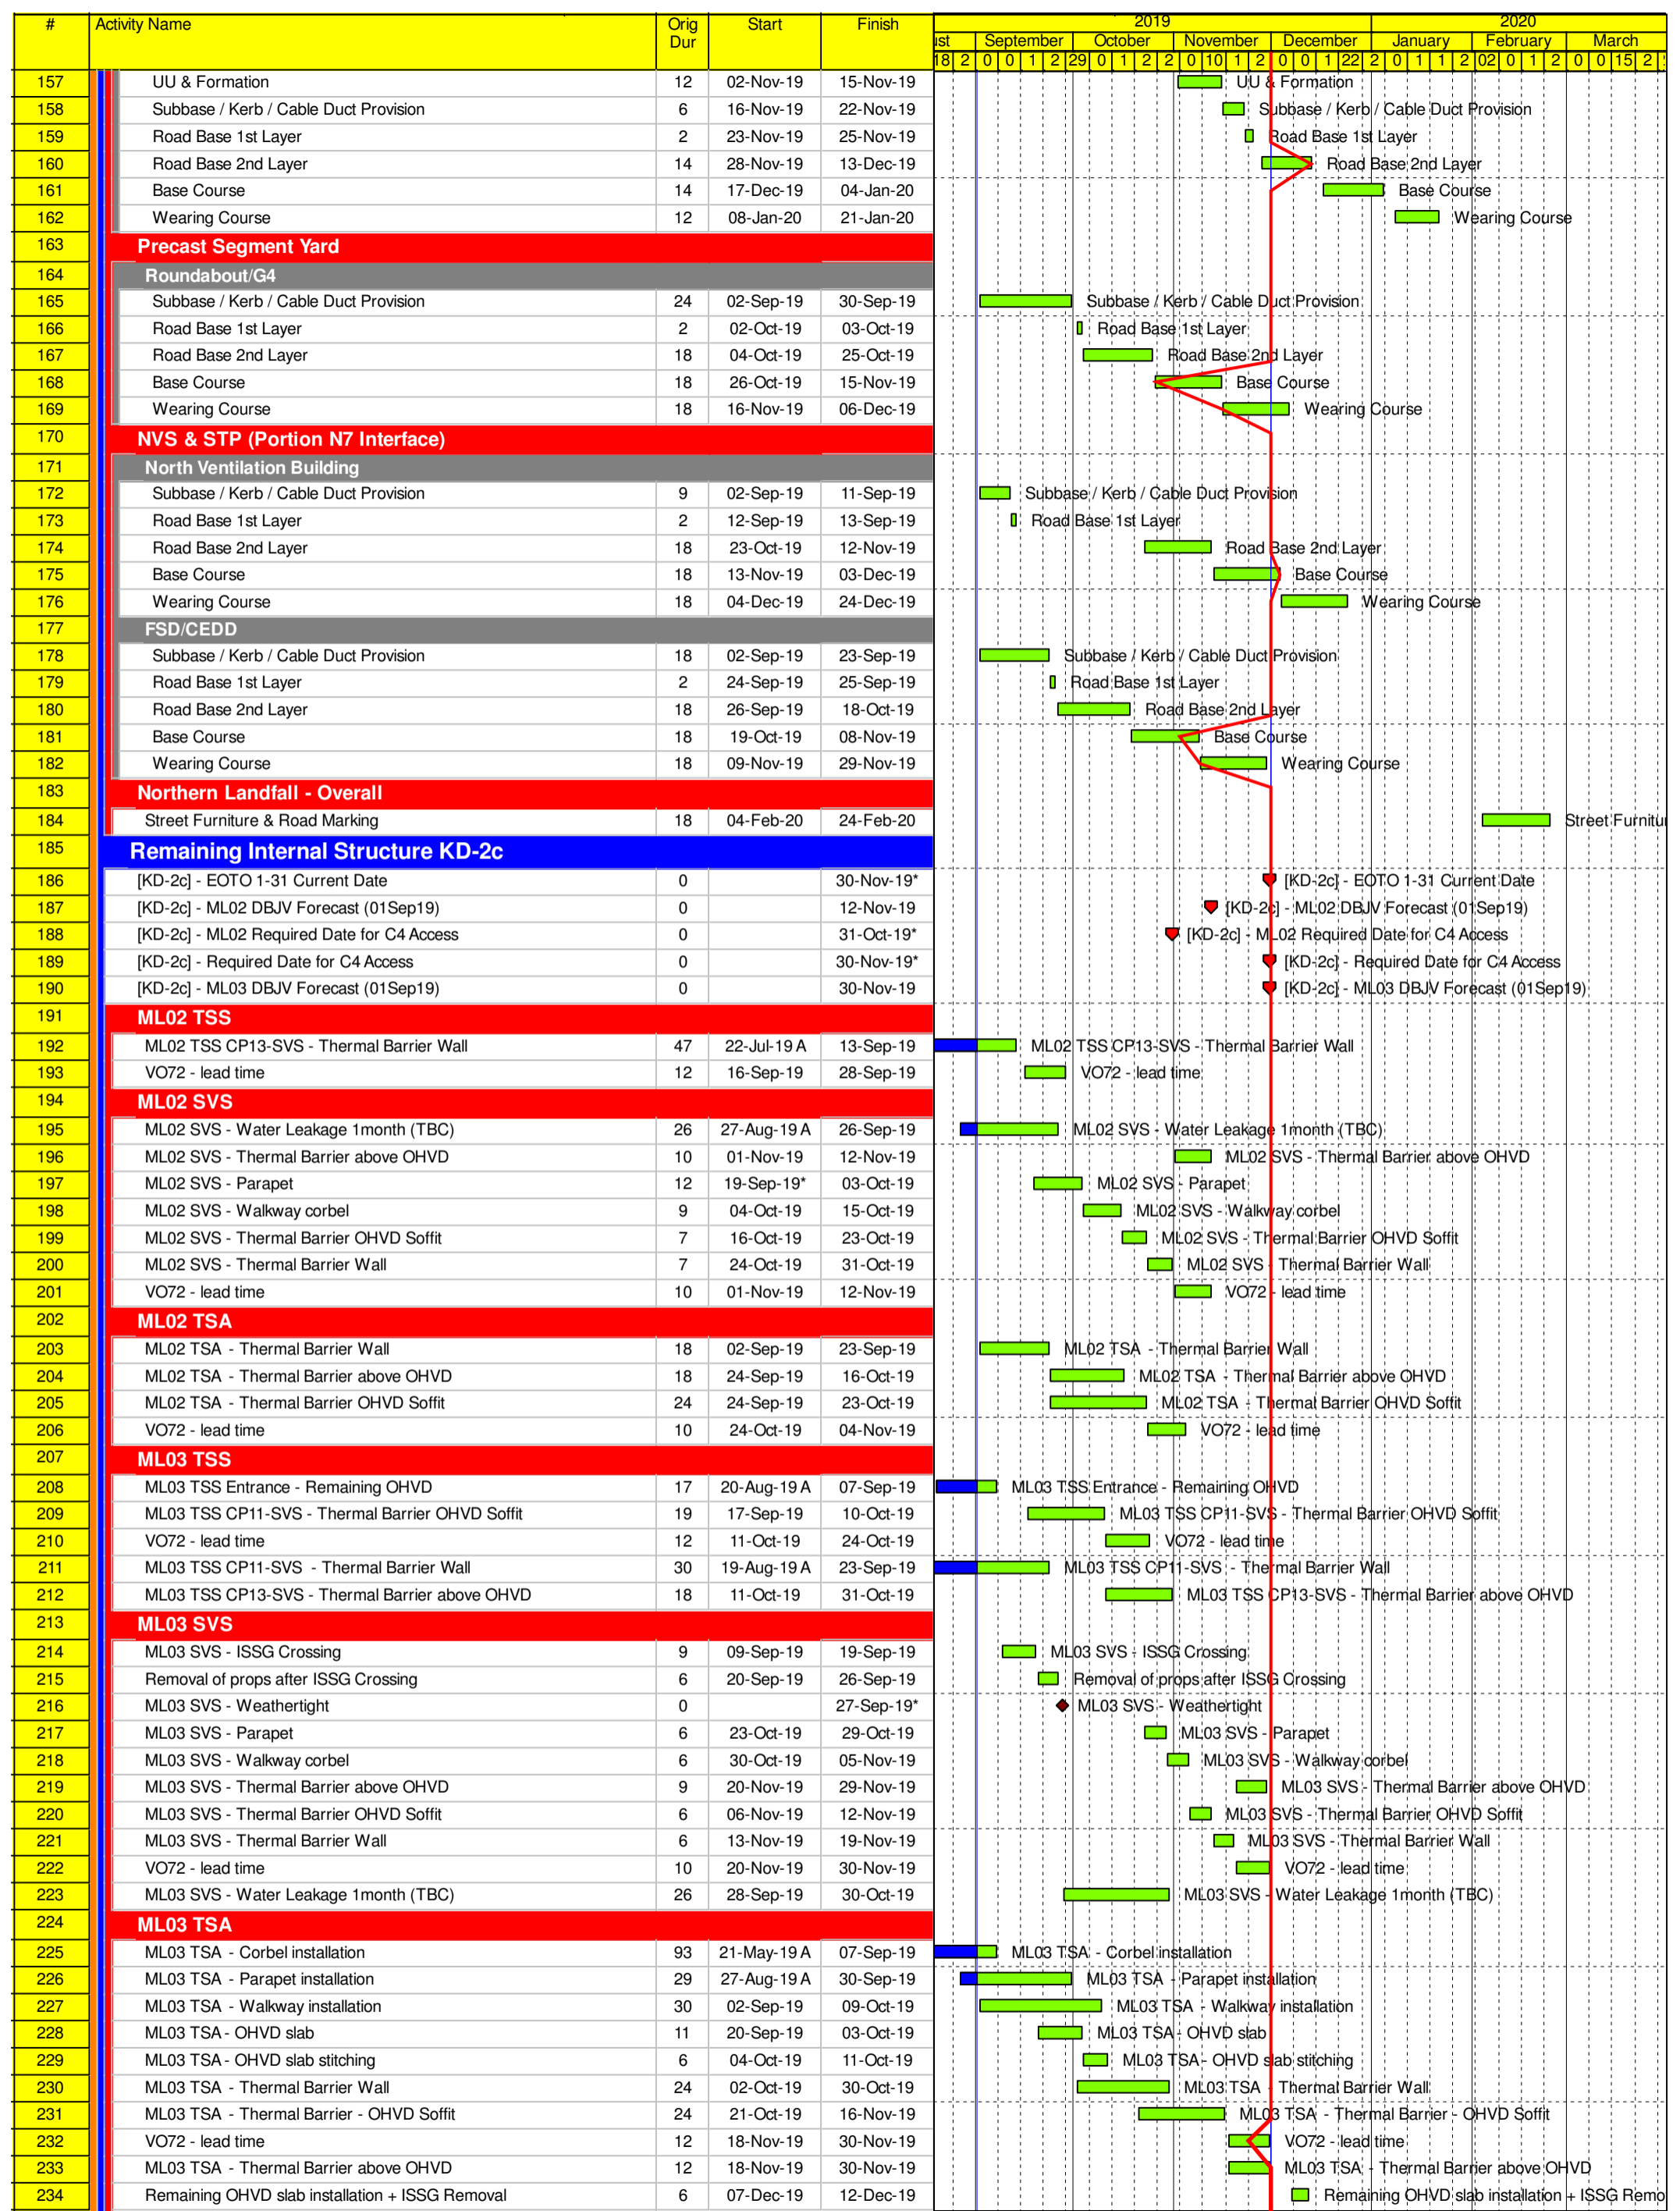 # Activity Name Orig Dur Start Finish 2019 2020
ust September October November December January February March
18 2 0 0 1 2 29 0 1 2 2 0 10 1 2 0 0 1 22 2 0 1 1 2 02 0 1 2 0 0 15 2
157 UU & Formation 12 02-Nov-19 15-Nov-19 UU & Formation
158 Subbase / Kerb / Cable Duct Provision 6 16-Nov-19 22-Nov-19 Subbase / Kerb / Cable Duct Provision
159 Road Base 1st Layer 2 23-Nov-19 25-Nov-19 Road Base 1st Layer
160 Road Base 2nd Layer 14 28-Nov-19 13-Dec-19 Road Base 2nd Layer
161 Base Course 14 17-Dec-19 04-Jan-20 Base Course
162 Wearing Course 12 08-Jan-20 21-Jan-20 Wearing Course
163 Precast Segment Yard
164 Roundabout/G4
165 Subbase / Kerb / Cable Duct Provision 24 02-Sep-19 30-Sep-19 Subbase / Kerb / Cable Duct Provision
166 Road Base 1st Layer 2 02-Oct-19 03-Oct-19 Road Base 1st Layer
167 Road Base 2nd Layer 18 04-Oct-19 25-Oct-19 Road Base 2nd Layer
168 Base Course 18 26-Oct-19 15-Nov-19 Base Course
169 Wearing Course 18 16-Nov-19 06-Dec-19 Wearing Course
170 NVS & STP (Portion N7 Interface)
171 North Ventilation Building
172 Subbase / Kerb / Cable Duct Provision 9 02-Sep-19 11-Sep-19 Subbase / Kerb / Cable Duct Provision
173 Road Base 1st Layer 2 12-Sep-19 13-Sep-19 Road Base 1st Layer
174 Road Base 2nd Layer 18 23-Oct-19 12-Nov-19 Road Base 2nd Layer
175 Base Course 18 13-Nov-19 03-Dec-19 Base Course
176 Wearing Course 18 04-Dec-19 24-Dec-19 Wearing Course
177 FSD/CEDD
178 Subbase / Kerb / Cable Duct Provision 18 02-Sep-19 23-Sep-19 Subbase / Kerb / Cable Duct Provision
179 Road Base 1st Layer 2 24-Sep-19 25-Sep-19 Road Base 1st Layer
180 Road Base 2nd Layer 18 26-Sep-19 18-Oct-19 Road Base 2nd Layer
181 Base Course 18 19-Oct-19 08-Nov-19 Base Course
182 Wearing Course 18 09-Nov-19 29-Nov-19 Wearing Course
183 Northern Landfall - Overall
184 Street Furniture & Road Marking 18 04-Feb-20 24-Feb-20 Street Furnitu
185 Remaining Internal Structure KD-2c
186 [KD-2c] - EOTO 1-31 Current Date 0 30-Nov-19* [KD-2c] - EOTO 1-31 Current Date
187 [KD-2c] - ML02 DBJV Forecast (01Sep19) 0 12-Nov-19 [KD-2c] - ML02 DBJV Forecast (01Sep19)
188 [KD-2c] - ML02 Required Date for C4 Access 0 31-Oct-19* [KD-2c] - ML02 Required Date for C4 Access
189 [KD-2c] - Required Date for C4 Access 0 30-Nov-19* [KD-2c] - Required Date for C4 Access
190 [KD-2c] - ML03 DBJV Forecast (01Sep19) 0 30-Nov-19 [KD-2c] - ML03 DBJV Forecast (01Sep19)
191 ML02 TSS
192 ML02 TSS CP13-SVS - Thermal Barrier Wall 47 22-Jul-19 A 13-Sep-19 ML02 TSS CP13-SVS - Thermal Barrier Wall
193 VO72 - lead time 12 16-Sep-19 28-Sep-19 VO72 - lead time
194 ML02 SVS
195 ML02 SVS - Water Leakage 1month (TBC) 26 27-Aug-19 A 26-Sep-19 ML02 SVS - Water Leakage 1month (TBC)
196 ML02 SVS - Thermal Barrier above OHVD 10 01-Nov-19 12-Nov-19 ML02 SVS - Thermal Barrier above OHVD
197 ML02 SVS - Parapet 12 19-Sep-19* 03-Oct-19 ML02 SVS - Parapet
198 ML02 SVS - Walkway corbel 9 04-Oct-19 15-Oct-19 ML02 SVS - Walkway corbel
199 ML02 SVS - Thermal Barrier OHVD Soffit 7 16-Oct-19 23-Oct-19 ML02 SVS - Thermal Barrier OHVD Soffit
200 ML02 SVS - Thermal Barrier Wall 7 24-Oct-19 31-Oct-19 ML02 SVS - Thermal Barrier Wall
201 VO72 - lead time 10 01-Nov-19 12-Nov-19 VO72 - lead time
202 ML02 TSA
203 ML02 TSA - Thermal Barrier Wall 18 02-Sep-19 23-Sep-19 ML02 TSA - Thermal Barrier Wall
204 ML02 TSA - Thermal Barrier above OHVD 18 24-Sep-19 16-Oct-19 ML02 TSA - Thermal Barrier above OHVD
205 ML02 TSA - Thermal Barrier OHVD Soffit 24 24-Sep-19 23-Oct-19 ML02 TSA - Thermal Barrier OHVD Soffit
206 VO72 - lead time 10 24-Oct-19 04-Nov-19 VO72 - lead time
207 ML03 TSS
208 ML03 TSS Entrance - Remaining OHVD 17 20-Aug-19 A 07-Sep-19 ML03 TSS Entrance - Remaining OHVD
209 ML03 TSS CP11-SVS - Thermal Barrier OHVD Soffit 19 17-Sep-19 10-Oct-19 ML03 TSS CP11-SVS - Thermal Barrier OHVD Soffit
210 VO72 - lead time 12 11-Oct-19 24-Oct-19 VO72 - lead time
211 ML03 TSS CP11-SVS - Thermal Barrier Wall 30 19-Aug-19 A 23-Sep-19 ML03 TSS CP11-SVS - Thermal Barrier Wall
212 ML03 TSS CP13-SVS - Thermal Barrier above OHVD 18 11-Oct-19 31-Oct-19 ML03 TSS CP13-SVS - Thermal Barrier above OHVD
213 ML03 SVS
214 ML03 SVS - ISSG Crossing 9 09-Sep-19 19-Sep-19 ML03 SVS - ISSG Crossing
215 Removal of props after ISSG Crossing 6 20-Sep-19 26-Sep-19 Removal of props after ISSG Crossing
216 ML03 SVS - Weathertight 0 27-Sep-19* ML03 SVS - Weathertight
217 ML03 SVS - Parapet 6 23-Oct-19 29-Oct-19 ML03 SVS - Parapet
218 ML03 SVS - Walkway corbel 6 30-Oct-19 05-Nov-19 ML03 SVS - Walkway corbel
219 ML03 SVS - Thermal Barrier above OHVD 9 20-Nov-19 29-Nov-19 ML03 SVS - Thermal Barrier above OHVD
220 ML03 SVS - Thermal Barrier OHVD Soffit 6 06-Nov-19 12-Nov-19 ML03 SVS - Thermal Barrier OHVD Soffit
221 ML03 SVS - Thermal Barrier Wall 6 13-Nov-19 19-Nov-19 ML03 SVS - Thermal Barrier Wall
222 VO72 - lead time 10 20-Nov-19 30-Nov-19 VO72 - lead time
223 ML03 SVS - Water Leakage 1month (TBC) 26 28-Sep-19 30-Oct-19 ML03 SVS - Water Leakage 1month (TBC)
224 ML03 TSA
225 ML03 TSA - Corbel installation 93 21-May-19 A 07-Sep-19 ML03 TSA - Corbel installation
226 ML03 TSA - Parapet installation 29 27-Aug-19 A 30-Sep-19 ML03 TSA - Parapet installation
227 ML03 TSA - Walkway installation 30 02-Sep-19 09-Oct-19 ML03 TSA - Walkway installation
228 ML03 TSA - OHVD slab 11 20-Sep-19 03-Oct-19 ML03 TSA - OHVD slab
229 ML03 TSA - OHVD slab stitching 6 04-Oct-19 11-Oct-19 ML03 TSA - OHVD slab stitching
230 ML03 TSA - Thermal Barrier Wall 24 02-Oct-19 30-Oct-19 ML03 TSA - Thermal Barrier Wall
231 ML03 TSA - Thermal Barrier - OHVD Soffit 24 21-Oct-19 16-Nov-19 ML03 TSA - Thermal Barrier - OHVD Soffit
232 VO72 - lead time 12 18-Nov-19 30-Nov-19 VO72 - lead time
233 ML03 TSA - Thermal Barrier above OHVD 12 18-Nov-19 30-Nov-19 ML03 TSA - Thermal Barrier above OHVD
234 Remaining OHVD slab installation + ISSG Removal 6 07-Dec-19 12-Dec-19 Remaining OHVD slab installation + ISSG Remo